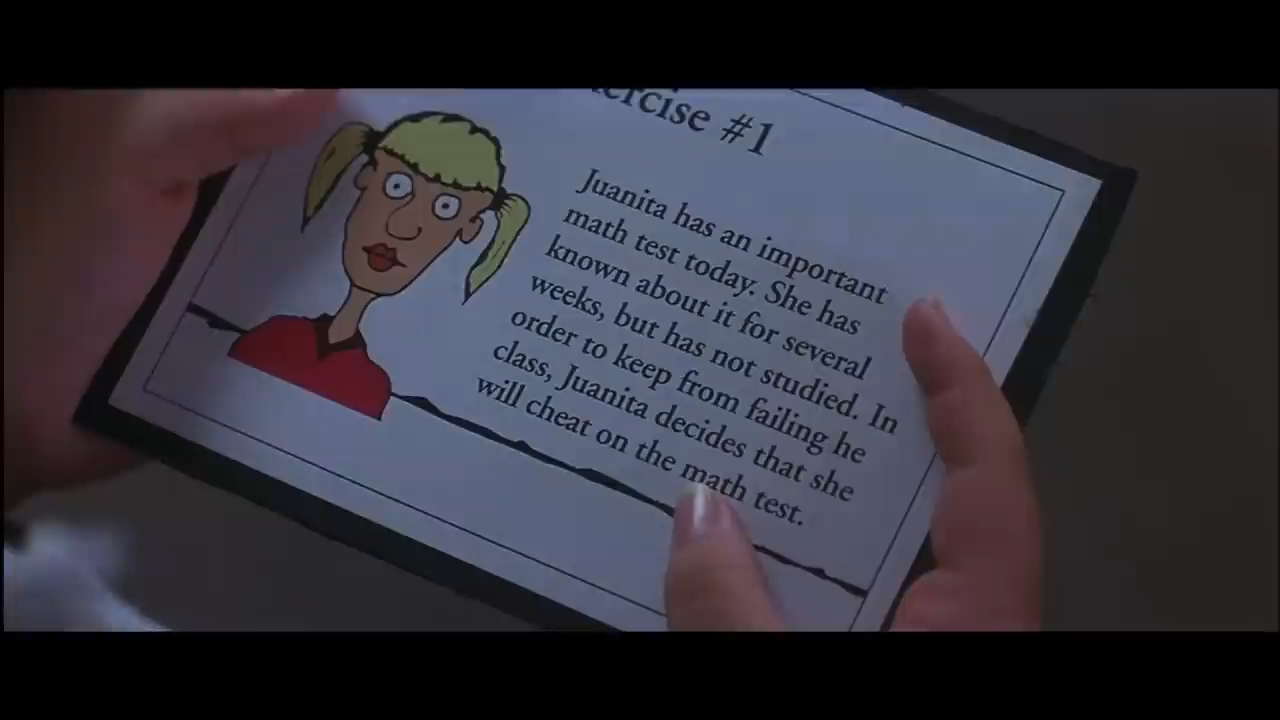 ercise #1
Juanita has an important
math test today. She has
known about it for several
weeks, but has not studied. In
order to keep from failing he
class, Juanita decides that she
will cheat on the math test.